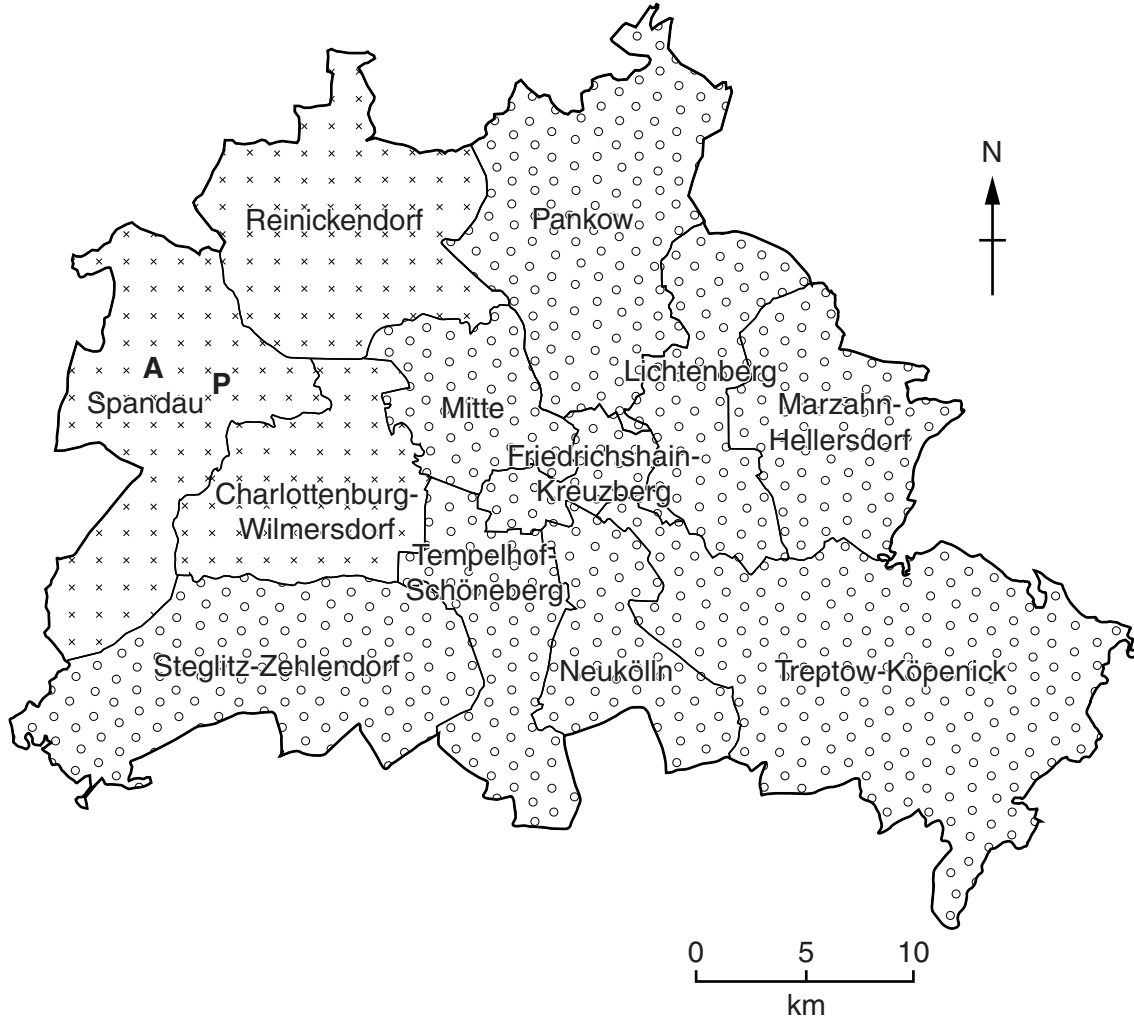 N
Reinickendorf
Pankow
A
P
Spandau
Lichtenberg
Mitte
Marzahn-
Hellersdorf
Friedrichshain-
Kreuzberg
Charlottenburg-
Wilmersdorf
Tempelhof-
Schöneberg
Steglitz-Zehlendorf
Neukölln
Treptow-Köpenick
0 5 10
km